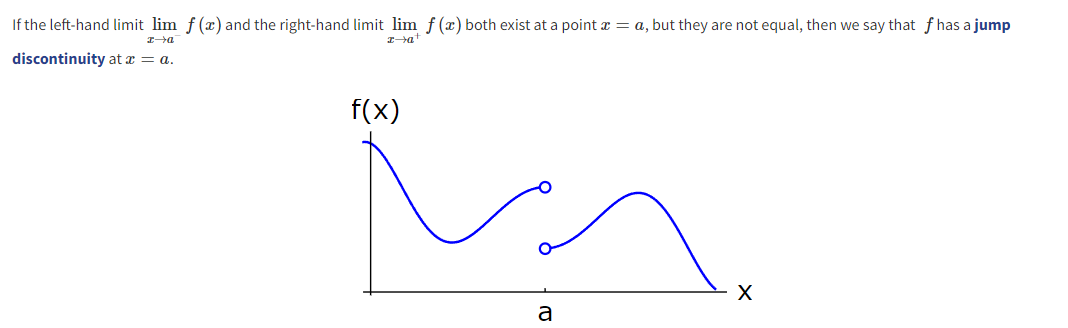 If the left-hand limit lim x→a⁻ f (x) and the right-hand limit lim x→a⁺ f (x) both exist at a point x = a, but they are not equal, then we say that f has a jump
discontinuity at x = a.
f(x)
x
a